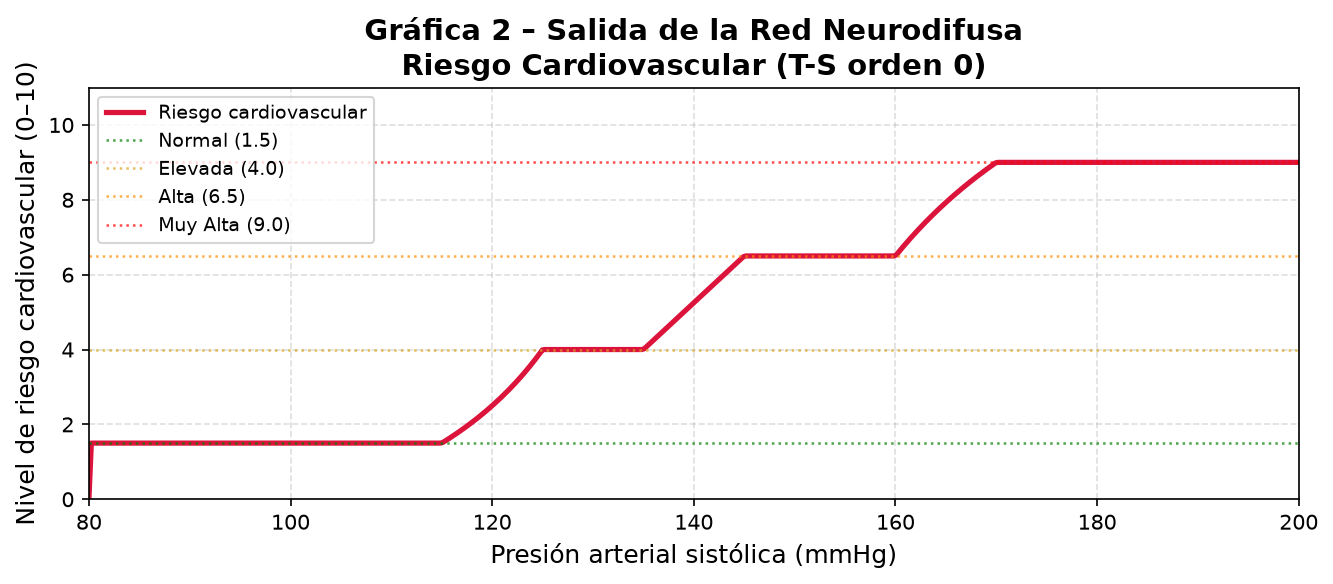 Gráfica 2 – Salida de la Red Neurodifusa
Riesgo Cardiovascular (T-S orden 0)
Nivel de riesgo cardiovascular (0–10)
10
8
6
4
2
0
Riesgo cardiovascular
Normal (1.5)
Elevada (4.0)
Alta (6.5)
Muy Alta (9.0)
80 100 120 140 160 180 200
Presión arterial sistólica (mmHg)